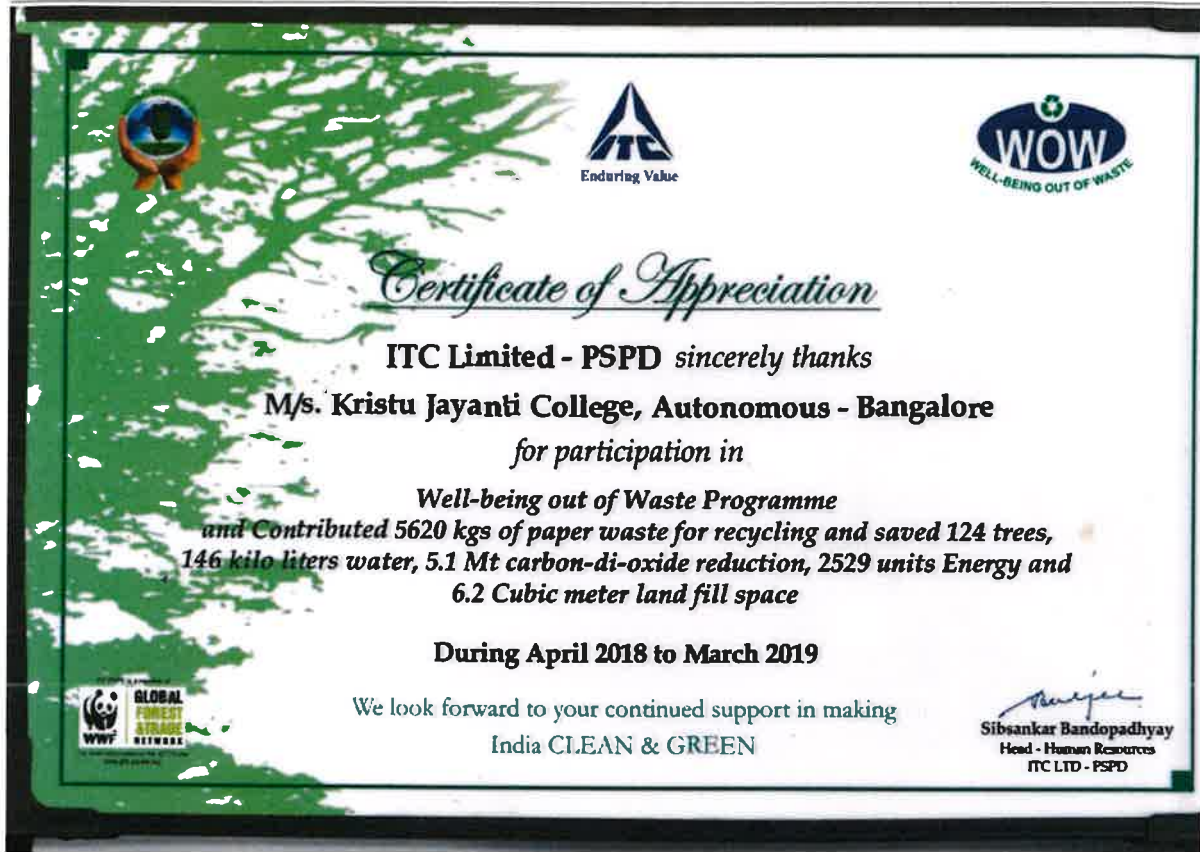 ITC
Enduring Value
WOW
WELL-BEING OUT OF WASTE
Certificate of Appreciation
ITC Limited - PSPD sincerely thanks
M/s. Kristu Jayanti College, Autonomous - Bangalore
for participation in
Well-being out of Waste Programme
and Contributed 5620 kgs of paper waste for recycling and saved 124 trees,
146 kilo liters water, 5.1 Mt carbon-di-oxide reduction, 2529 units Energy and
6.2 Cubic meter land fill space
During April 2018 to March 2019
We look forward to your continued support in making
India CLEAN & GREEN
WWF
GLOBAL
FOREST
& TRADE
NETWORK
Sibsankar Bandopadhyay
Head - Human Resources
ITC LTD - PSPD